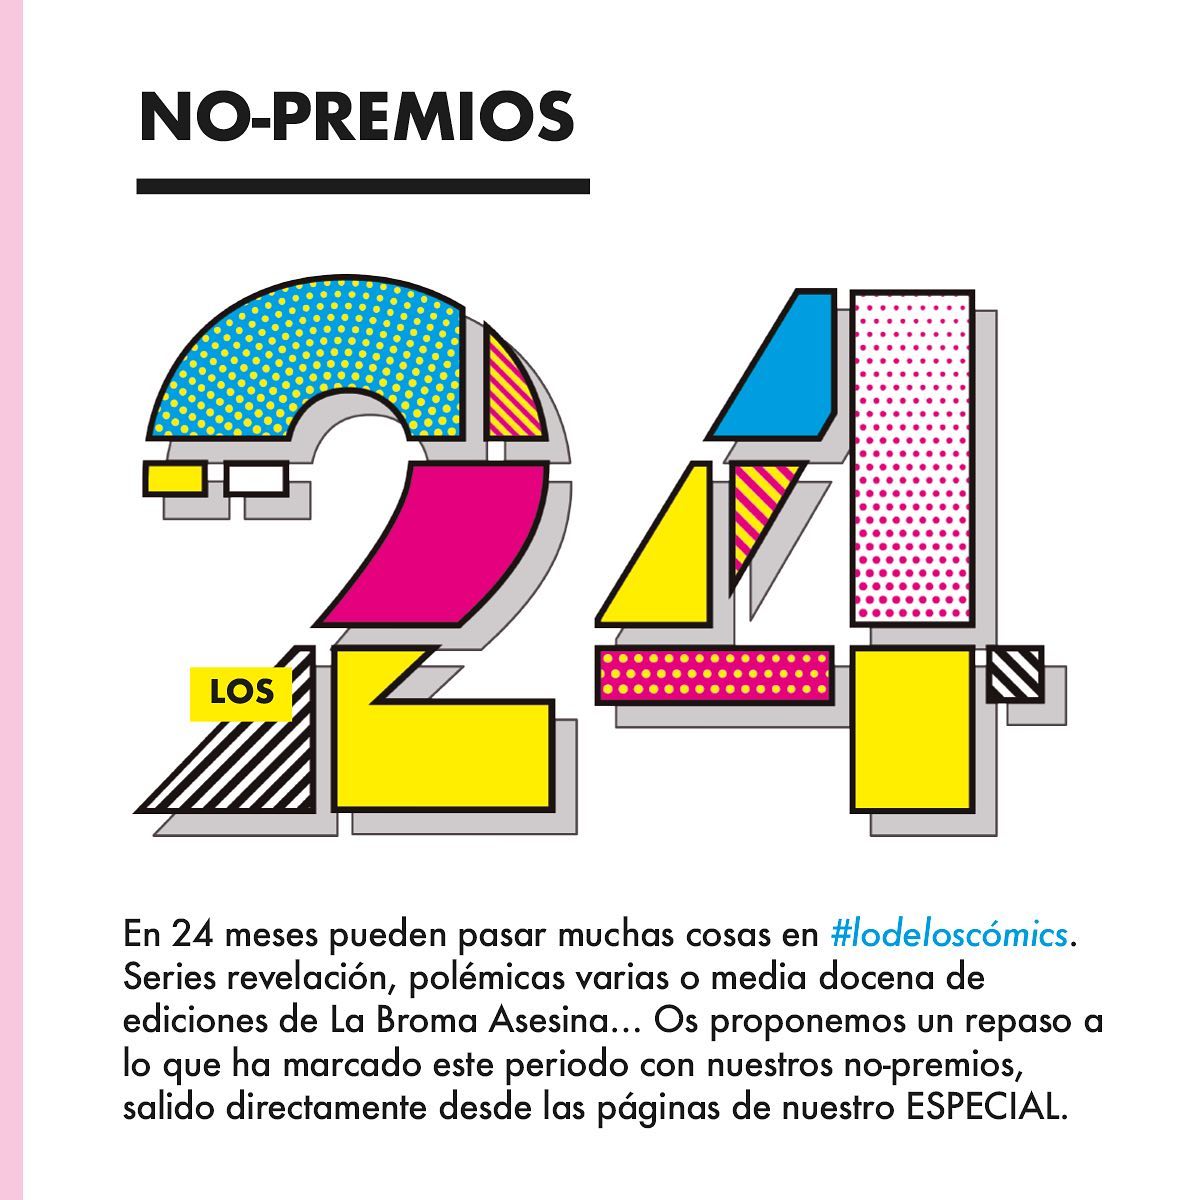 NO-PREMIOS
24
LOS
En 24 meses pueden pasar muchas cosas en #lodeloscómics.
Series revelación, polémicas varias o media docena de
ediciones de La Broma Asesina... Os proponemos un repaso a
lo que ha marcado este periodo con nuestros no-premios,
salido directamente desde las páginas de nuestro ESPECIAL.